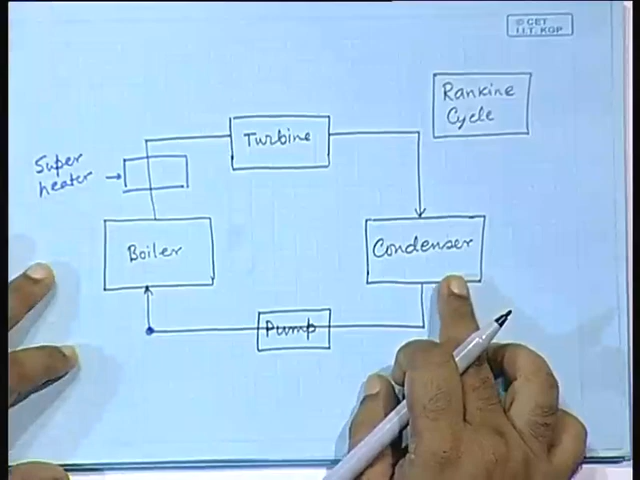 © CET
I.I.T. KGP
Rankine
Cycle
Turbine
Super
heater
Boiler
Condenser
Pump